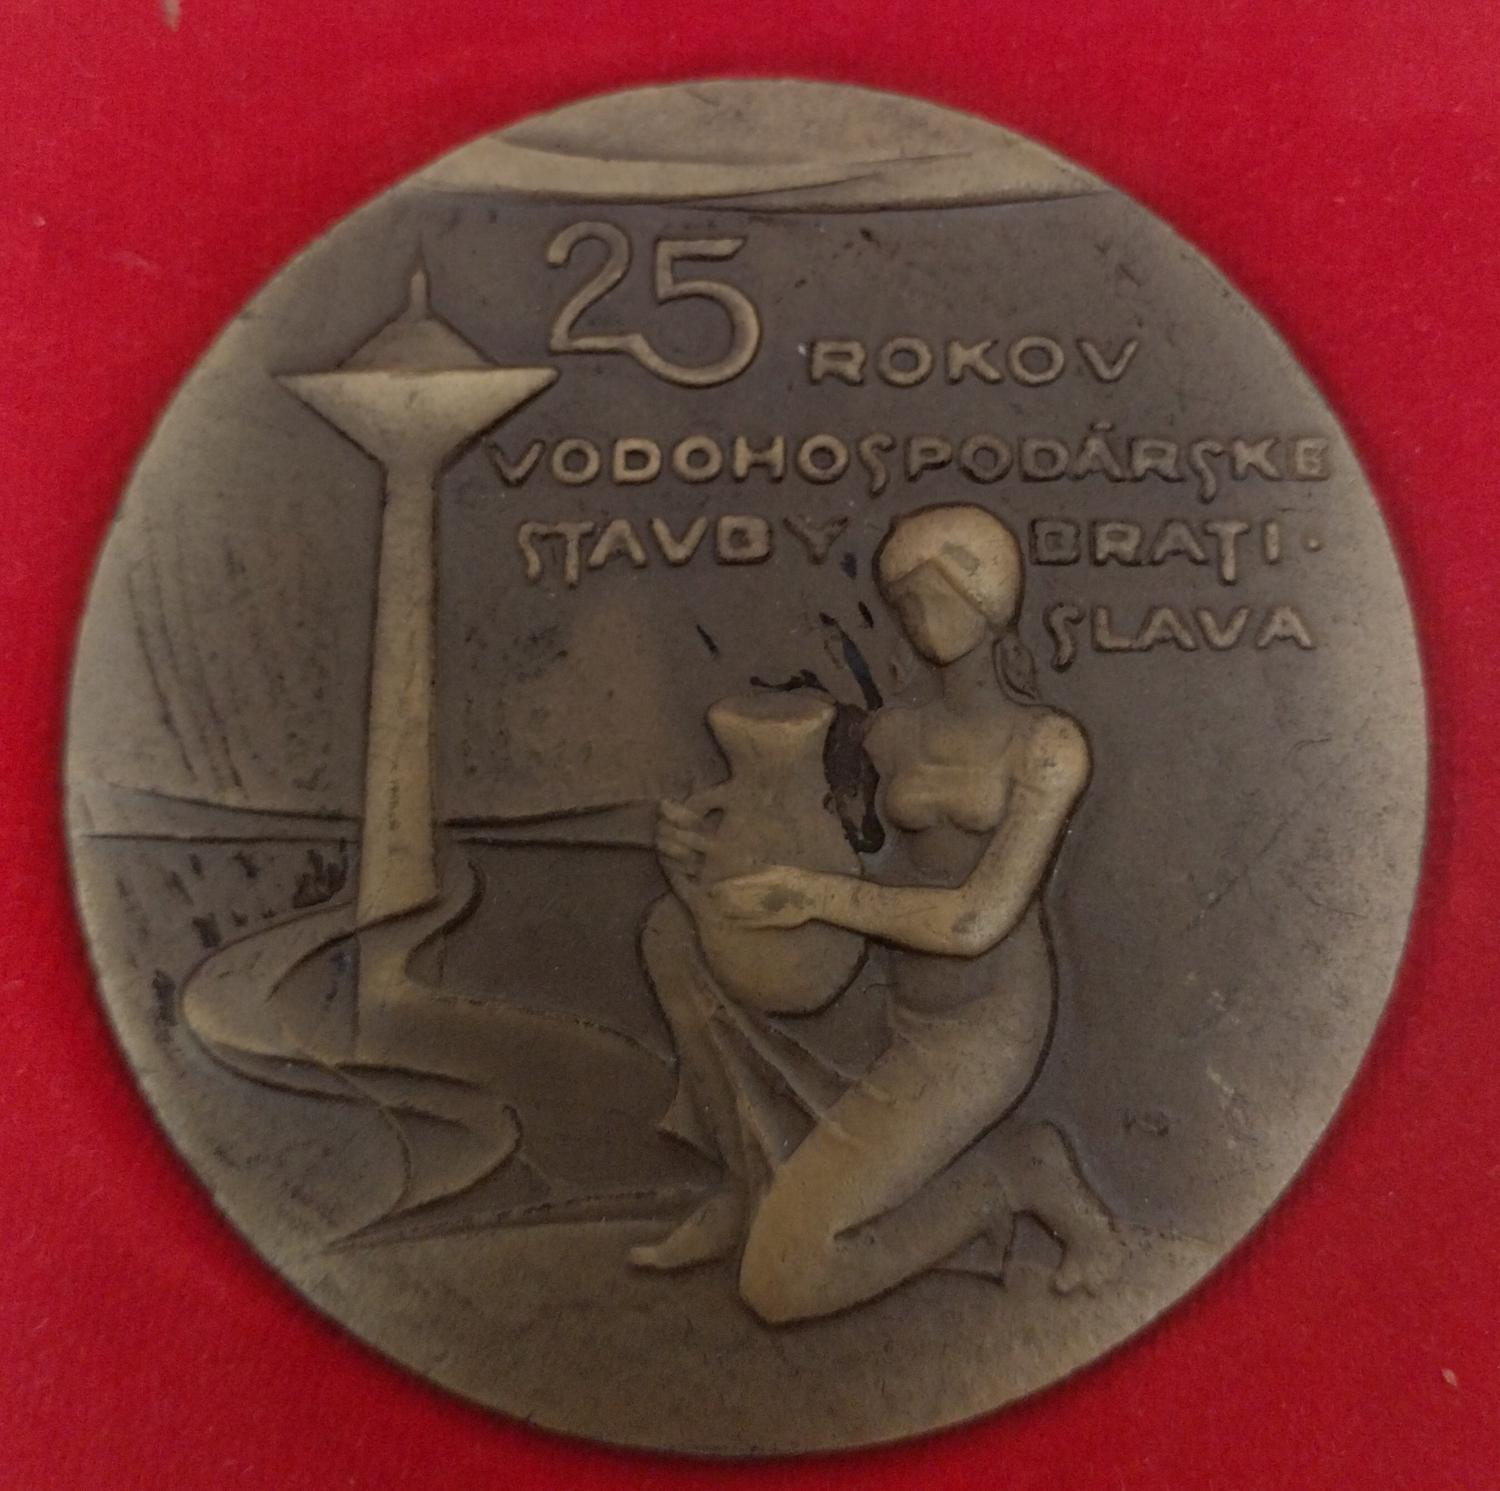 25 ROKOV
VODOHOSPODÁRSKE
STAVBY BRATI-
SLAVA